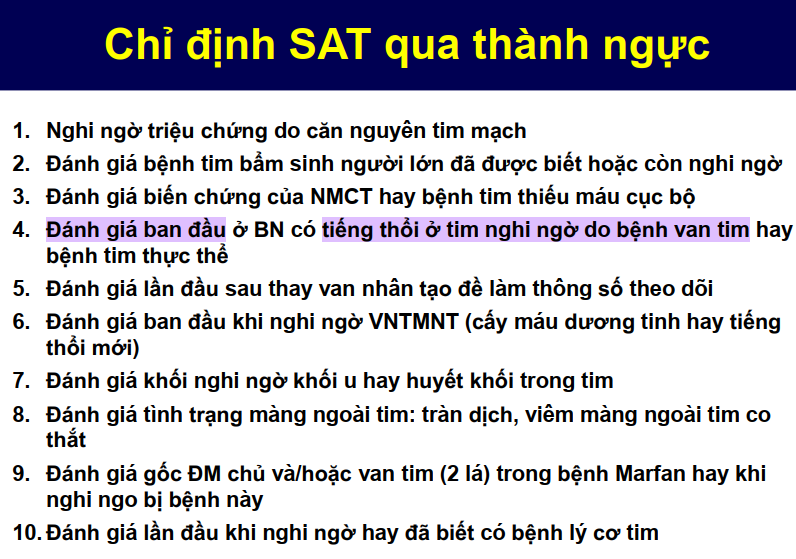 Chỉ định SAT qua thành ngực
1. Nghi ngờ triệu chứng do căn nguyên tim mạch
2. Đánh giá bệnh tim bẩm sinh người lớn đã được biết hoặc còn nghi ngờ
3. Đánh giá biến chứng của NMCT hay bệnh tim thiếu máu cục bộ
4. Đánh giá ban đầu ở BN có tiếng thổi ở tim nghi ngờ do bệnh van tim hay
bệnh tim thực thể
5. Đánh giá lần đầu sau thay van nhân tạo đề làm thông số theo dõi
6. Đánh giá ban đầu khi nghi ngờ VNTMNT (cấy máu dương tinh hay tiếng
thổi mới)
7. Đánh giá khối nghi ngờ khối u hay huyết khối trong tim
8. Đánh giá tình trạng màng ngoài tim: tràn dịch, viêm màng ngoài tim co
thắt
9. Đánh giá gốc ĐM chủ và/hoặc van tim (2 lá) trong bệnh Marfan hay khi
nghi ngo bị bệnh này
10. Đánh giá lần đầu khi nghi ngờ hay đã biết có bệnh lý cơ tim